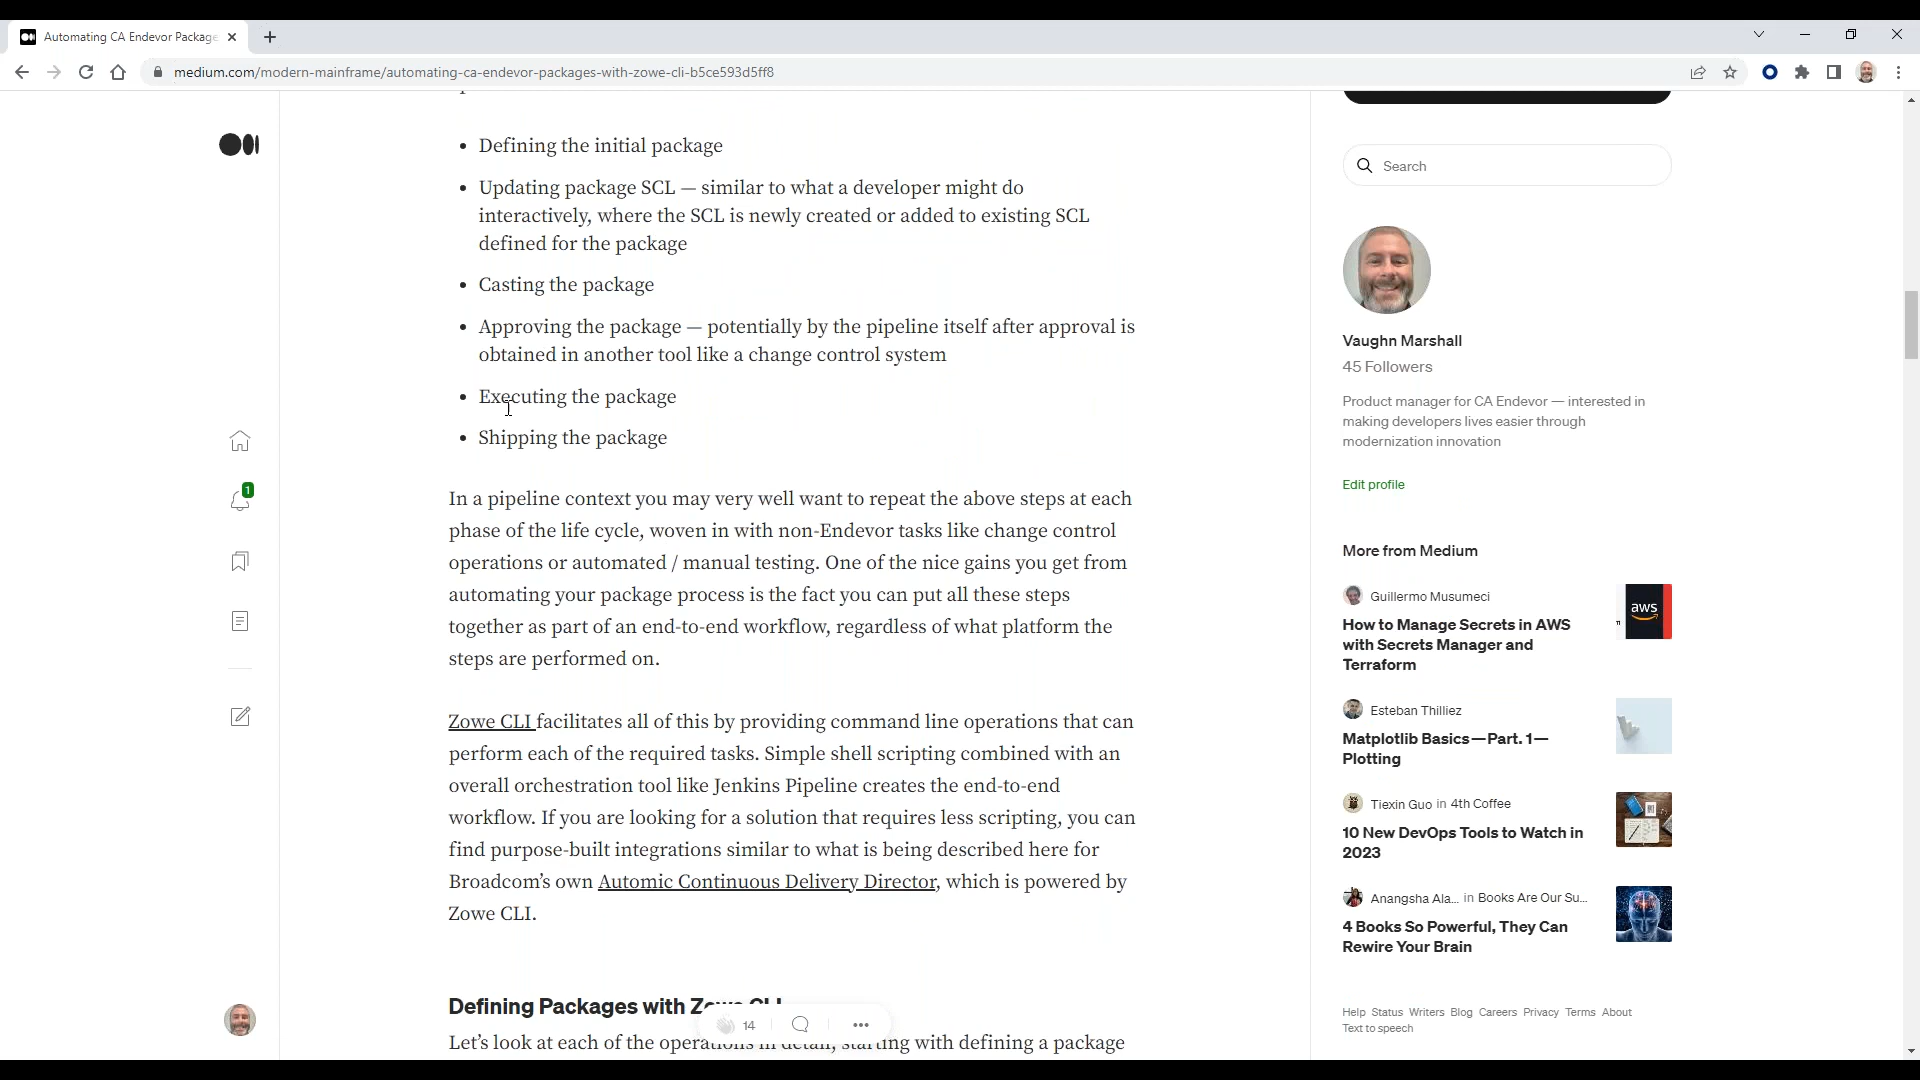 Automating CA Endevor Package
medium.com/modern-mainframe/automating-ca-endevor-packages-with-zowe-cli-b5ce593d5ff8
Defining the initial package
Updating package SCL — similar to what a developer might do
interactively, where the SCL is newly created or added to existing SCL
defined for the package
Casting the package
Approving the package — potentially by the pipeline itself after approval is
obtained in another tool like a change control system
Executing the package
Shipping the package
In a pipeline context you may very well want to repeat the above steps at each
phase of the life cycle, woven in with non-Endevor tasks like change control
operations or automated / manual testing. One of the nice gains you get from
automating your package process is the fact you can put all these steps
together as part of an end-to-end workflow, regardless of what platform the
steps are performed on.
Zowe CLI facilitates all of this by providing command line operations that can
perform each of the required tasks. Simple shell scripting combined with an
overall orchestration tool like Jenkins Pipeline creates the end-to-end
workflow. If you are looking for a solution that requires less scripting, you can
find purpose-built integrations similar to what is being described here for
Broadcom's own Automic Continuous Delivery Director, which is powered by
Zowe CLI.
Defining Packages with Zowe CLI
Let's look at each of the operations in detail, starting with defining a package
14
1
Search
Vaughn Marshall
45 Followers
Product manager for CA Endevor — interested in
making developers lives easier through
modernization innovation
Edit profile
More from Medium
Guillermo Musumeci
How to Manage Secrets in AWS
with Secrets Manager and
Terraform
aws
Esteban Thilliez
Matplotlib Basics — Part. 1 —
Plotting
Tiexin Guo in 4th Coffee
10 New DevOps Tools to Watch in
2023
Anangsha Ala... in Books Are Our Su...
4 Books So Powerful, They Can
Rewire Your Brain
Help Status Writers Blog Careers Privacy Terms About
Text to speech